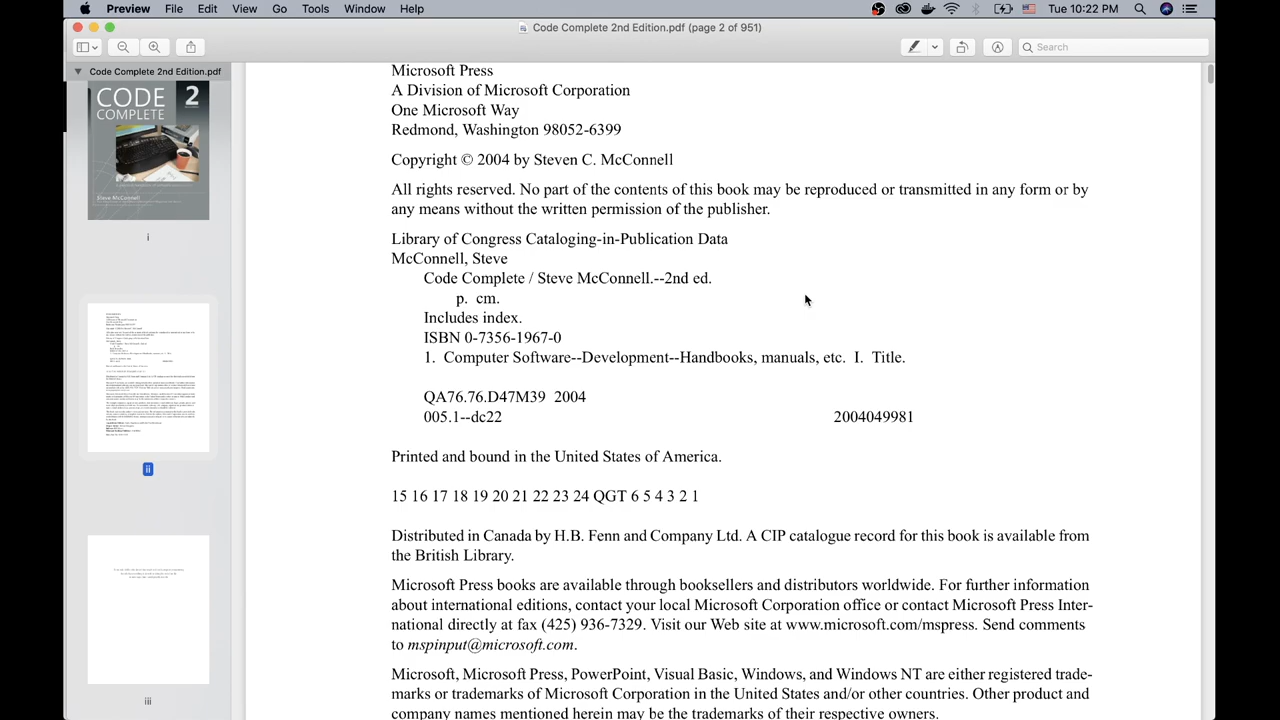 Preview File Edit View Go Tools Window Help Tue 10:22 PM
Code Complete 2nd Edition.pdf (page 2 of 951)
Search
Code Complete 2nd Edition.pdf
CODE 2
COMPLETE
Steve McConnell
i
ii
iii
Microsoft Press
A Division of Microsoft Corporation
One Microsoft Way
Redmond, Washington 98052-6399
Copyright © 2004 by Steven C. McConnell
All rights reserved. No part of the contents of this book may be reproduced or transmitted in any form or by
any means without the written permission of the publisher.
Library of Congress Cataloging-in-Publication Data
McConnell, Steve
Code Complete / Steve McConnell.--2nd ed.
p. cm.
Includes index.
ISBN 0-7356-1967-0
1. Computer Software--Development--Handbooks, manuals, etc. I. Title.
QA76.76.D47M39 2004
005.1--dc22 2004049981
Printed and bound in the United States of America.
15 16 17 18 19 20 21 22 23 24 QGT 6 5 4 3 2 1
Distributed in Canada by H.B. Fenn and Company Ltd. A CIP catalogue record for this book is available from
the British Library.
Microsoft Press books are available through booksellers and distributors worldwide. For further information
about international editions, contact your local Microsoft Corporation office or contact Microsoft Press Inter-
national directly at fax (425) 936-7329. Visit our Web site at www.microsoft.com/mspress. Send comments
to mspinput@microsoft.com.
Microsoft, Microsoft Press, PowerPoint, Visual Basic, Windows, and Windows NT are either registered trade-
marks or trademarks of Microsoft Corporation in the United States and/or other countries. Other product and
company names mentioned herein may be the trademarks of their respective owners.